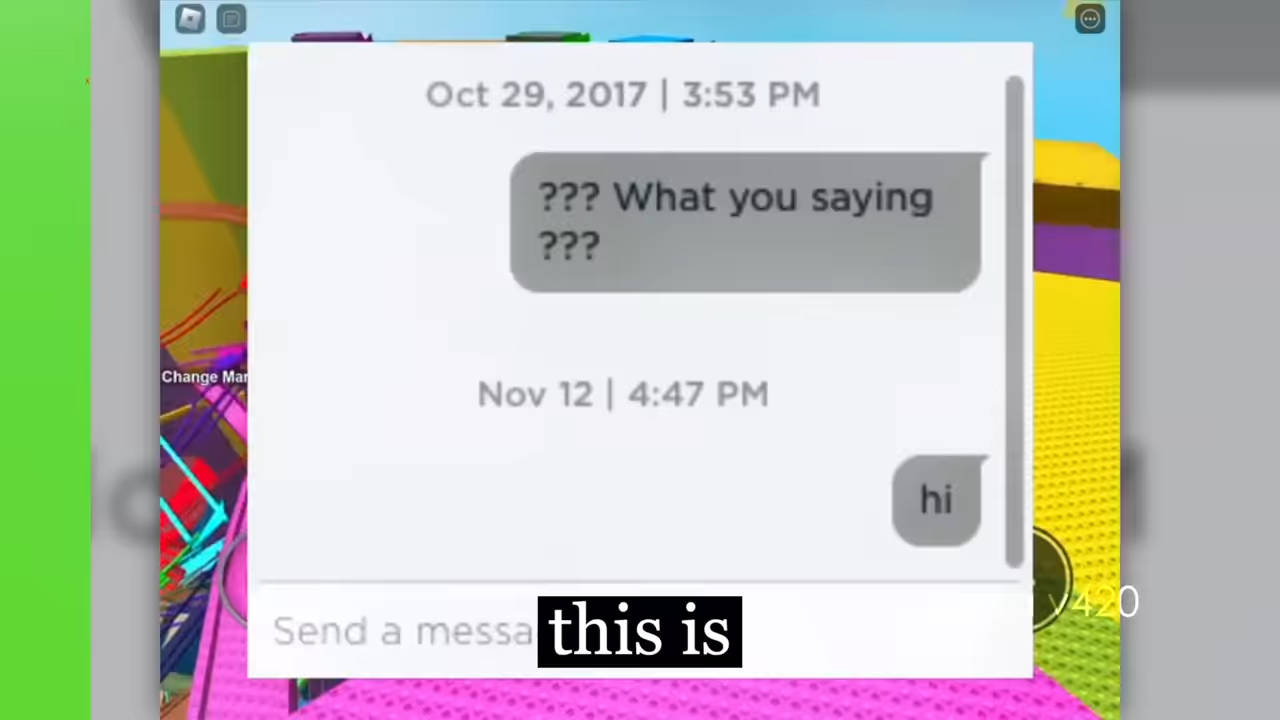 Oct 29, 2017 | 3:53 PM
??? What you saying
???
Change Mar
Nov 12 | 4:47 PM
hi
Send a messa
this is
v420